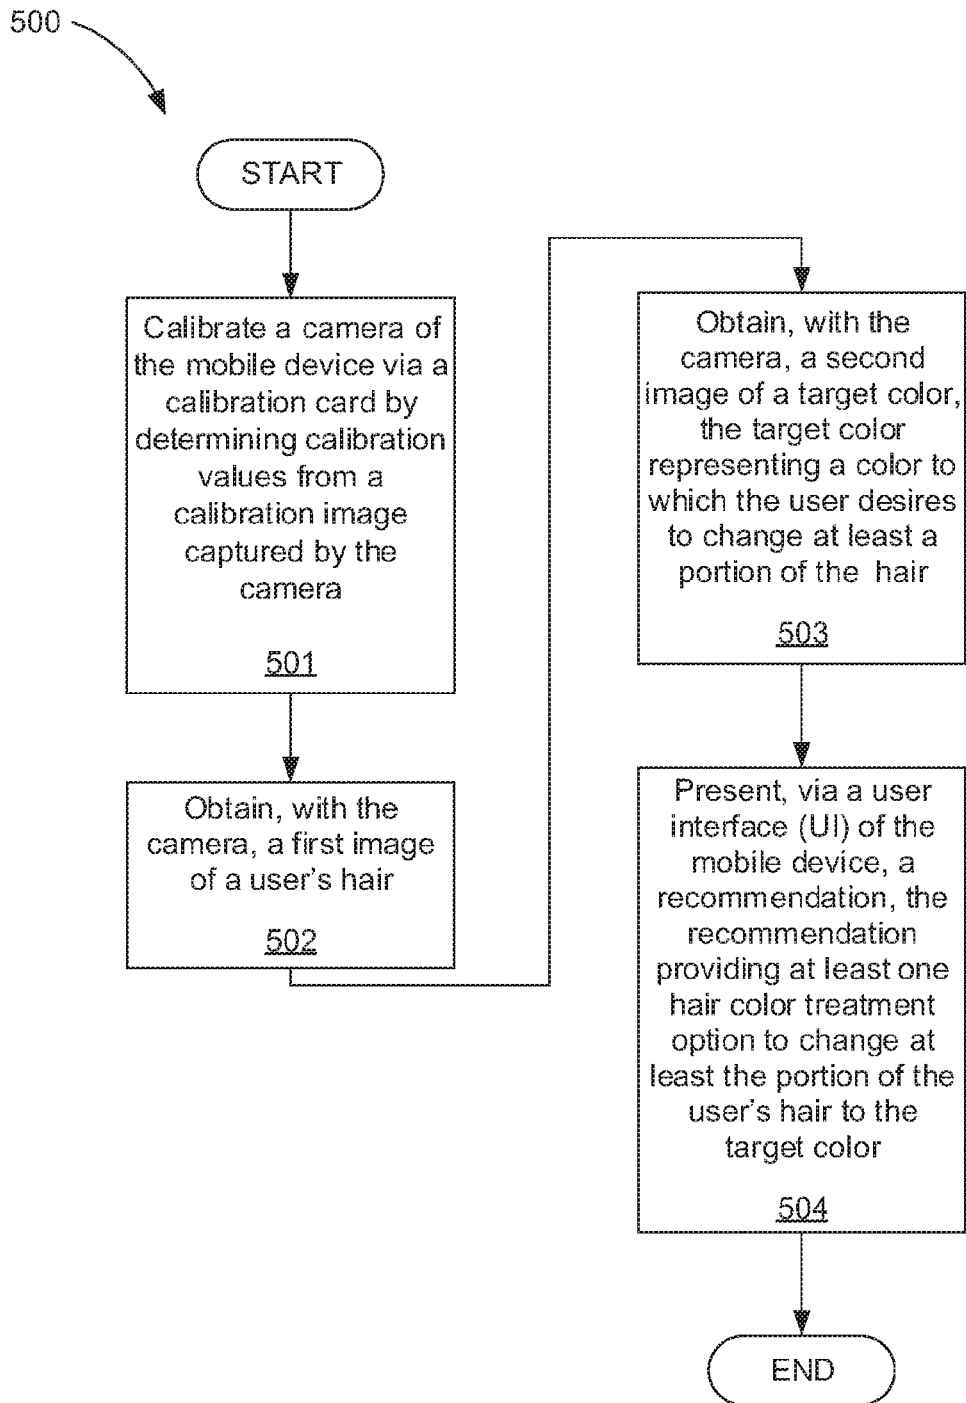 500
START
Calibrate a camera of
the mobile device via a
calibration card by
determining calibration
values from a
calibration image
captured by the
camera
501
Obtain, with the
camera, a first image
of a user's hair
502
Obtain, with the
camera, a second
image of a target color,
the target color
representing a color to
which the user desires
to change at least a
portion of the hair
503
Present, via a user
interface (UI) of the
mobile device, a
recommendation, the
recommendation
providing at least one
hair color treatment
option to change at
least the portion of the
user's hair to the
target color
504
END